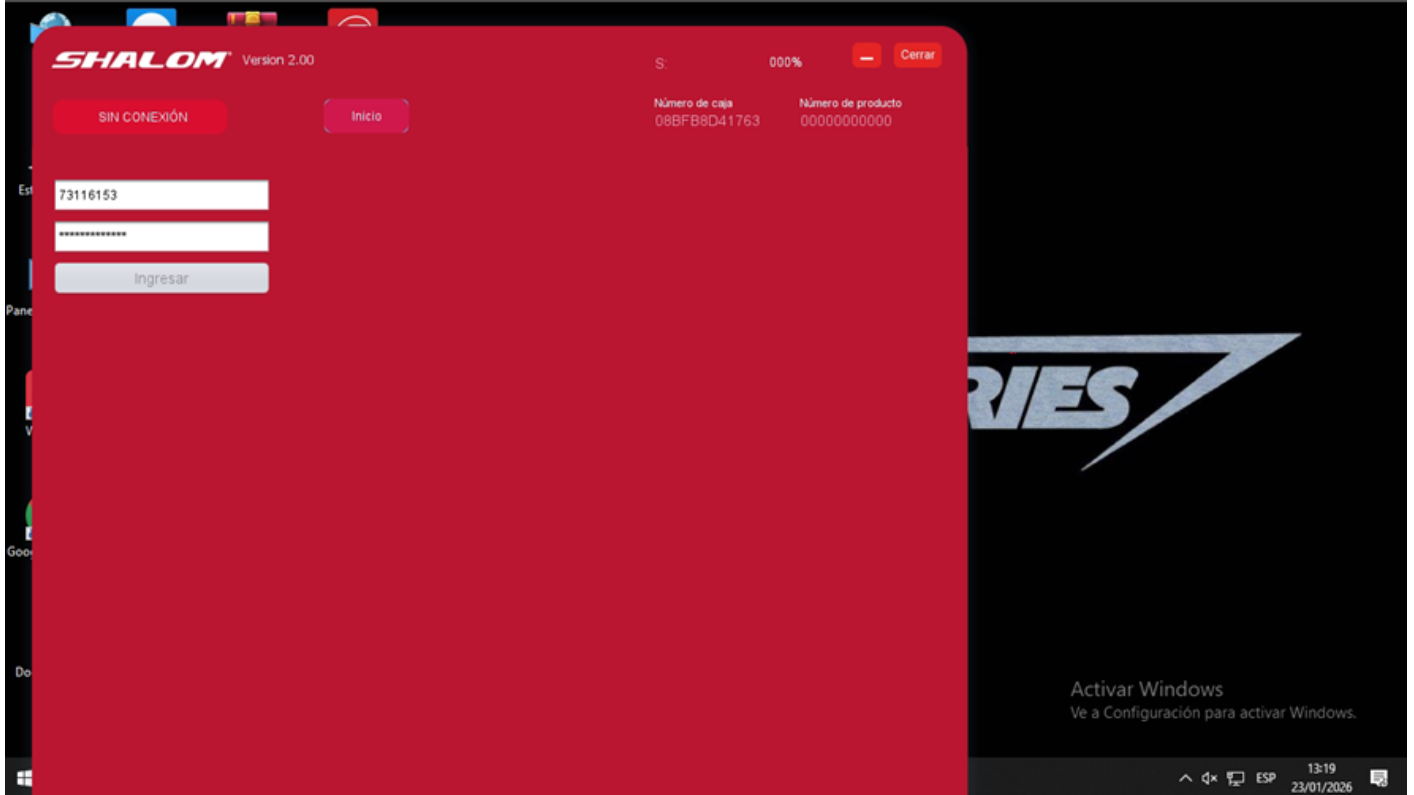 SHALOM Version 2.00
S: 000% Cerrar
SIN CONEXIÓN Inicio
Número de caja Número de producto
08BFB8D41763 00000000000
73116153
*************
Ingresar
Activar Windows
Ve a Configuración para activar Windows.
ESP 13:19
23/01/2026